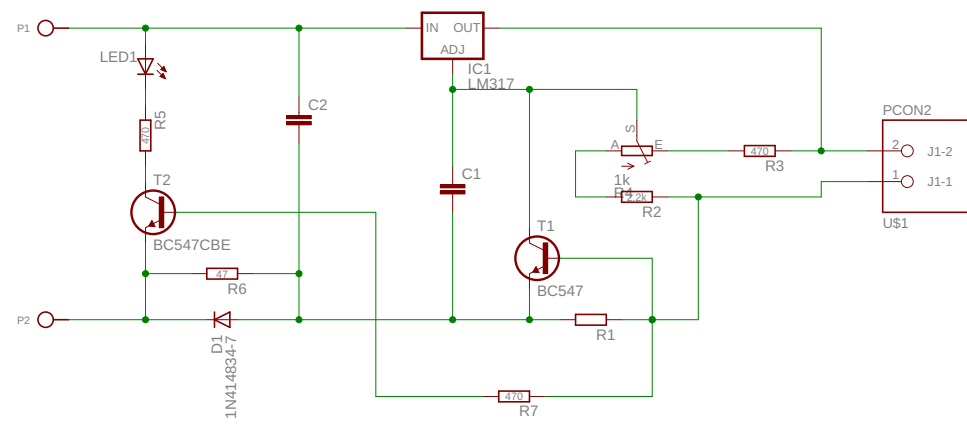 P1
IN OUT
ADJ
IC1
LM317
LED1
470
R5
C2
PCON2
2 J1-2
1 J1-1
U$1
S
A E
1k
R4
470
R3
2.2k
R2
C1
T2
BC547CBE
T1
BC547
47
R6
P2
D1
1N414834-7
R1
470
R7